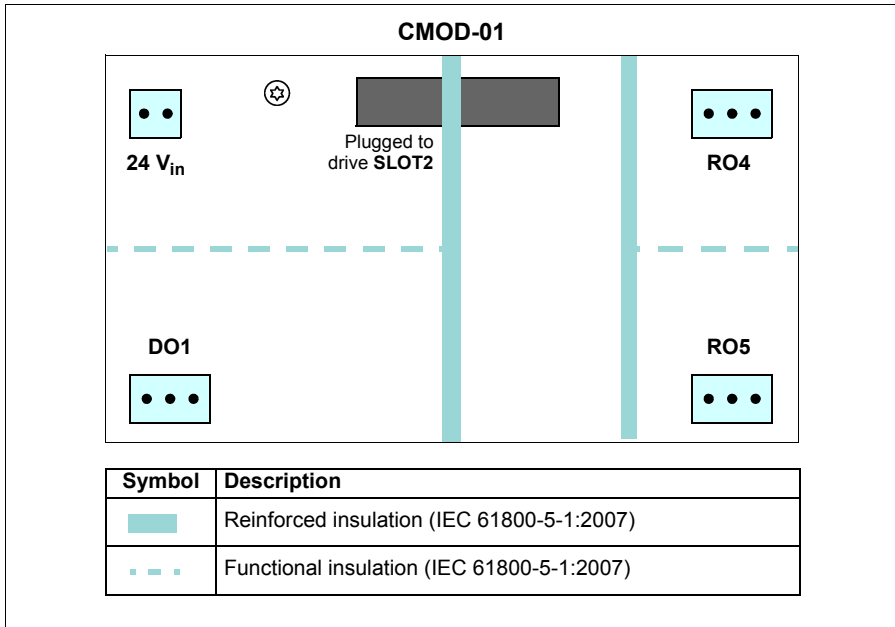 CMOD-01
24 Vin
Plugged to
drive SLOT2
RO4
DO1
RO5
Symbol Description
Reinforced insulation (IEC 61800-5-1:2007)
Functional insulation (IEC 61800-5-1:2007)